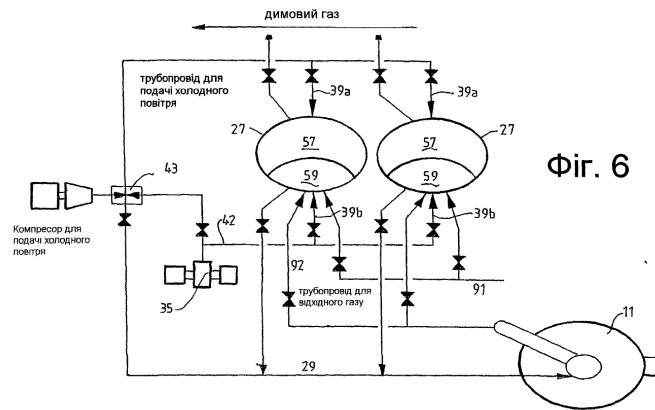 димовий газ
трубопровід для
подачі холодного
повітря
39a
39a
27
27
57
57
59
59
Фіг. 6
43
Компресор для
подачі холодного
повітря
42
39b
39b
92
91
трубопровід для
відхідного газу
35
11
29